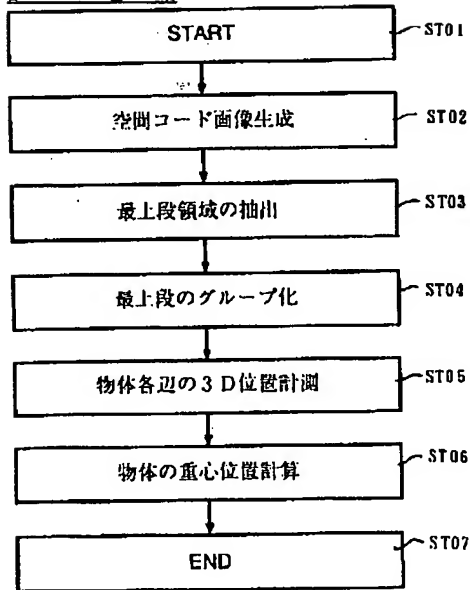 START ST01
空間コード画像生成 ST02
最上段領域の抽出 ST03
最上段のグループ化 ST04
物体各辺の3D位置計測 ST05
物体の重心位置計算 ST06
END ST07